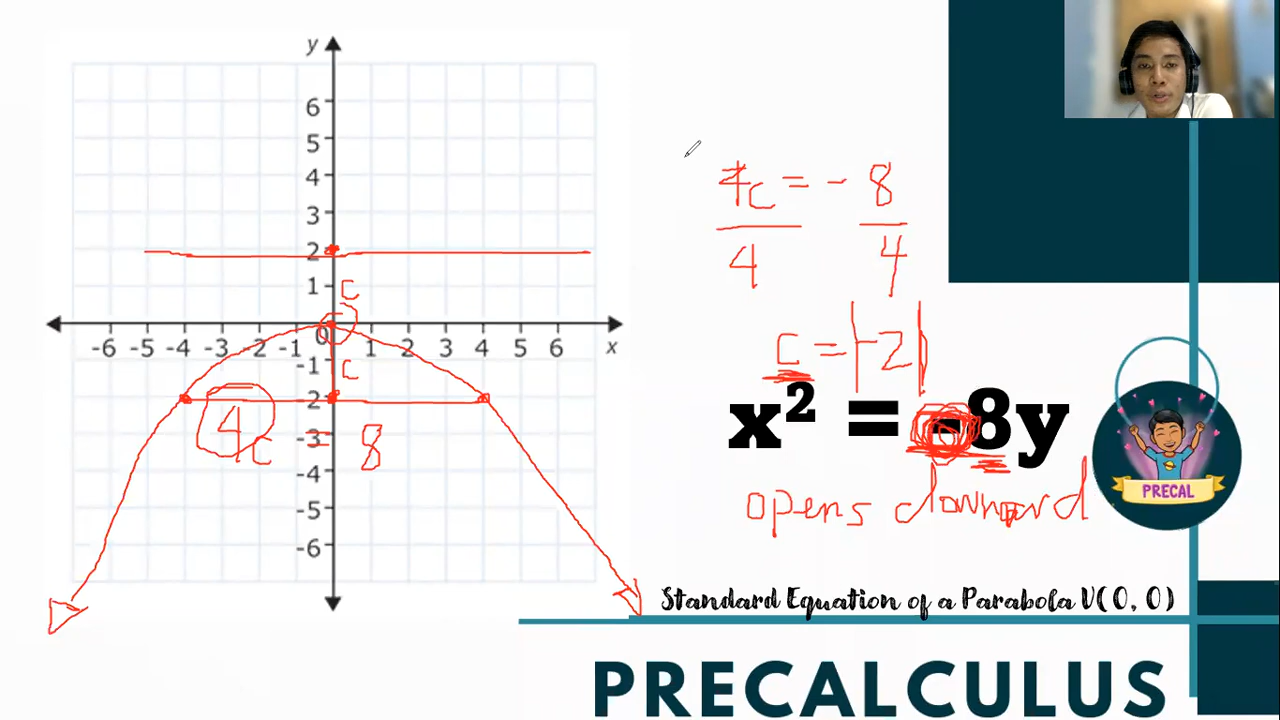 y
6
5
4
3
2
1
C
-6 -5 -4 -3 -2 -1 0 1 2 3 4 5 6 x
-1
C
-2
-3
4C = 8
-4
-5
-6
4C = - 8
4 4
C = |-2|
x² = -8y
opens downward
PRECAL
Standard Equation of a Parabola V(0, 0)
PRECALCULUS